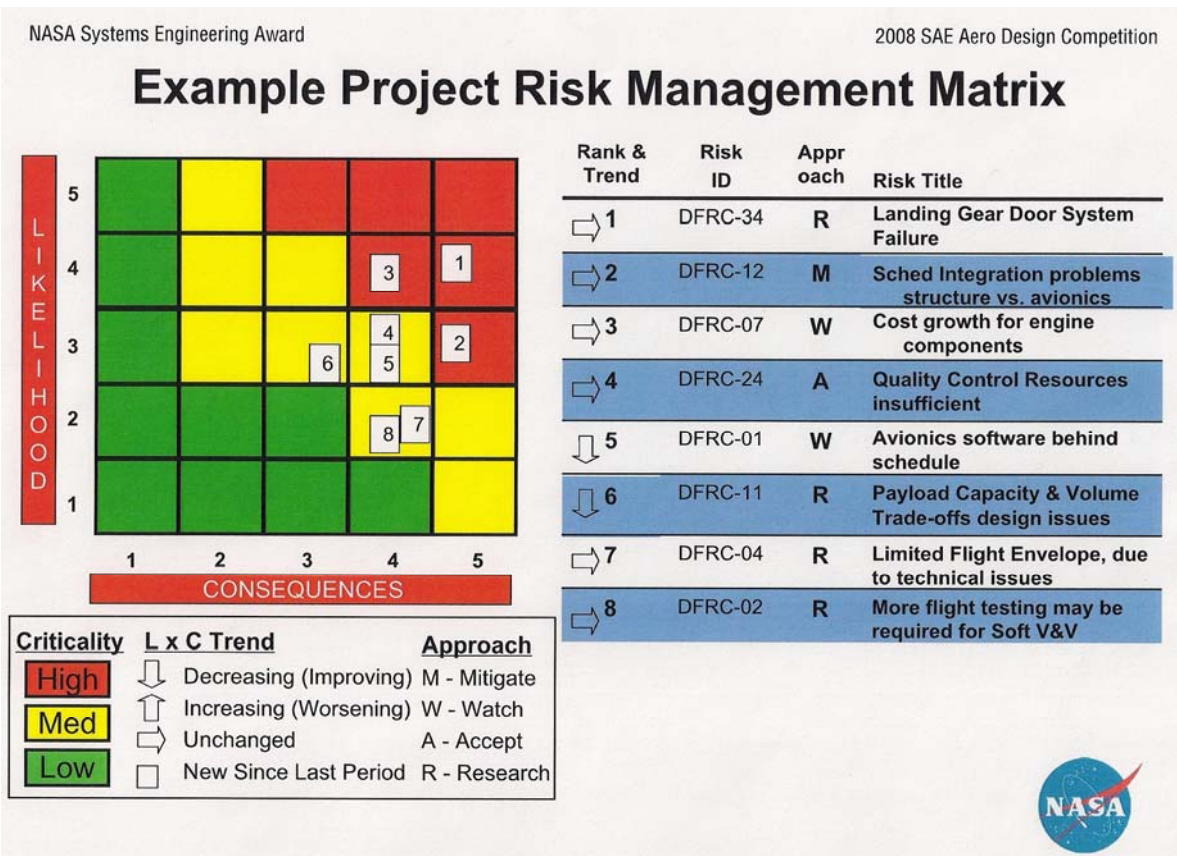 NASA Systems Engineering Award
2008 SAE Aero Design Competition
Example Project Risk Management Matrix
LIKELIHOOD
5
4
3
2
1
3
1
4
5
6
2
8
7
1 2 3 4 5
CONSEQUENCES
Rank & Trend Risk ID Appr oach Risk Title
1 DFRC-34 R Landing Gear Door System
Failure
2 DFRC-12 M Sched Integration problems
structure vs. avionics
3 DFRC-07 W Cost growth for engine
components
4 DFRC-24 A Quality Control Resources
insufficient
5 DFRC-01 W Avionics software behind
schedule
6 DFRC-11 R Payload Capacity & Volume
Trade-offs design issues
7 DFRC-04 R Limited Flight Envelope, due
to technical issues
8 DFRC-02 R More flight testing may be
required for Soft V&V
Criticality L x C Trend Approach
High Decreasing (Improving) M - Mitigate
Increasing (Worsening) W - Watch
Med
Unchanged A - Accept
Low New Since Last Period R - Research
NASA